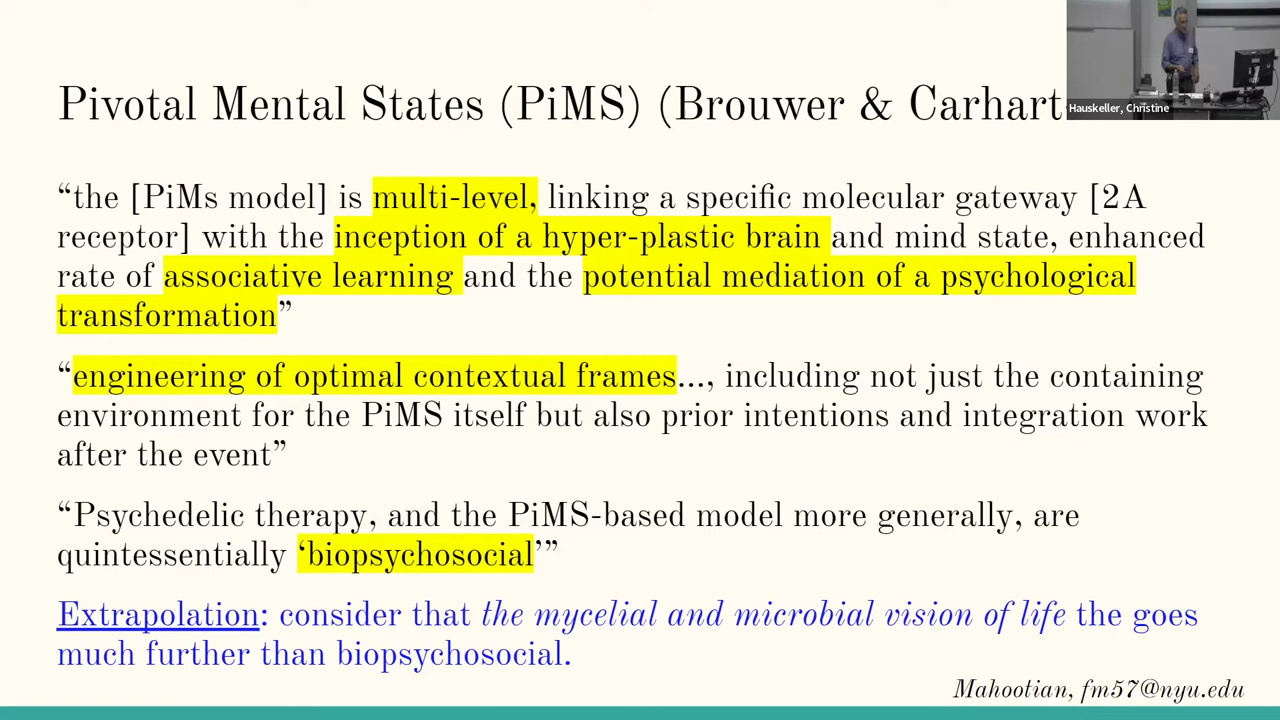 Pivotal Mental States (PiMS) (Brouwer & Carhart
Hauskeller, Christine
“the [PiMs model] is multi-level, linking a specific molecular gateway [2A
receptor] with the inception of a hyper-plastic brain and mind state, enhanced
rate of associative learning and the potential mediation of a psychological
transformation”
“engineering of optimal contextual frames..., including not just the containing
environment for the PiMS itself but also prior intentions and integration work
after the event”
“Psychedelic therapy, and the PiMS-based model more generally, are
quintessentially ‘biopsychosocial’”
Extrapolation: consider that the mycelial and microbial vision of life the goes
much further than biopsychosocial.
Mahootian, fm57@nyu.edu